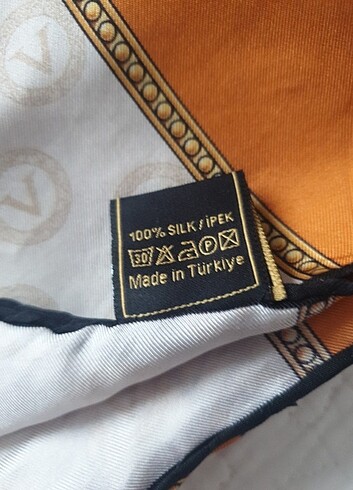 100% SILK / İPEK
30 P
Made in Türkiye
V
V